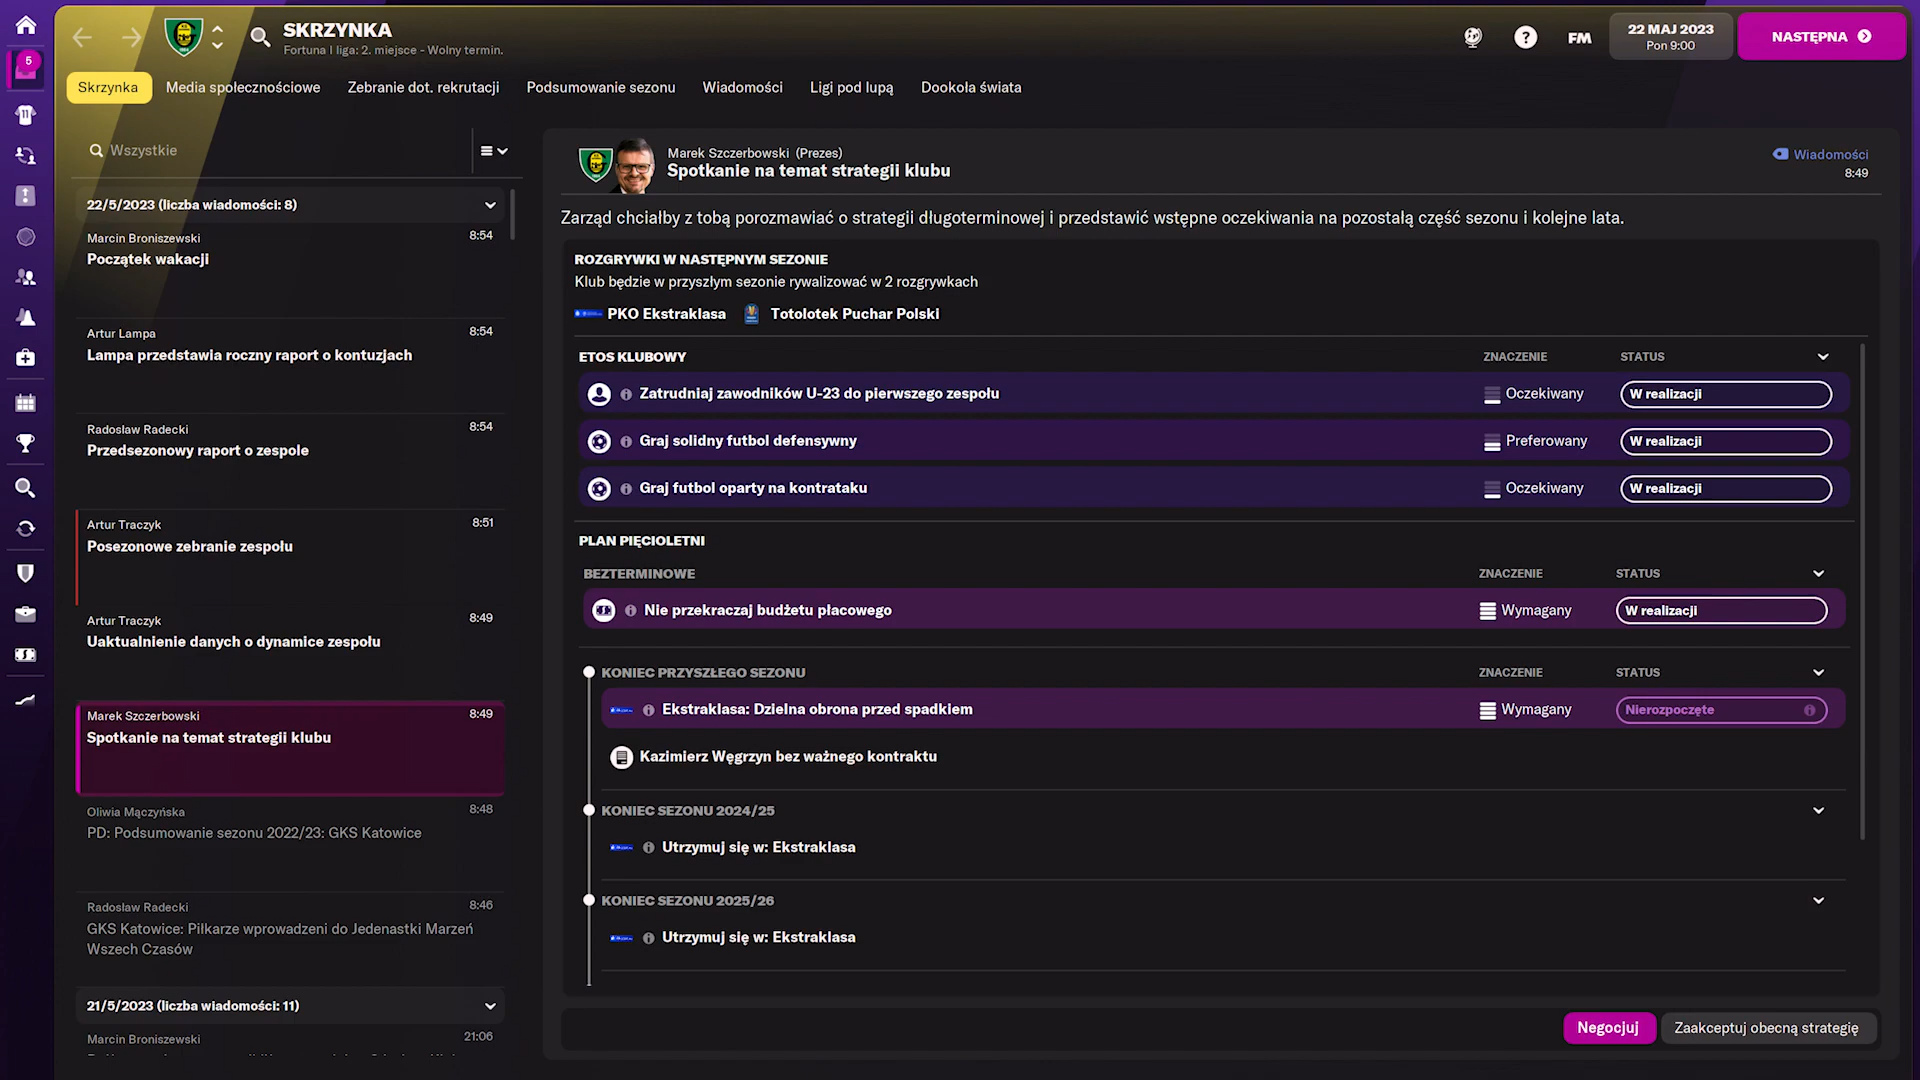 5
SKRZYNKA
Fortuna I liga: 2. miejsce - Wolny termin.
FM
22 MAJ 2023
Pon 9:00
NASTĘPNA
Skrzynka
Media społecznościowe
Zebranie dot. rekrutacji
Podsumowanie sezonu
Wiadomości
Ligi pod lupą
Dookoła świata
Wszystkie
22/5/2023 (liczba wiadomości: 8)
Marcin Broniszewski 8:54
Początek wakacji
Artur Lampa 8:54
Lampa przedstawia roczny raport o kontuzjach
Radosław Radecki 8:54
Przedsezonowy raport o zespole
Artur Traczyk 8:51
Posezonowe zebranie zespołu
Artur Traczyk 8:49
Uaktualnienie danych o dynamice zespołu
Marek Szczerbowski 8:49
Spotkanie na temat strategii klubu
Oliwia Mączyńska 8:48
PD: Podsumowanie sezonu 2022/23: GKS Katowice
Radosław Radecki 8:46
GKS Katowice: Piłkarze wprowadzeni do Jedenastki Marzeń
Wszech Czasów
21/5/2023 (liczba wiadomości: 11)
Marcin Broniszewski 21:06
Marek Szczerbowski (Prezes)
Spotkanie na temat strategii klubu
Wiadomości
8:49
Zarząd chciałby z tobą porozmawiać o strategii długoterminowej i przedstawić wstępne oczekiwania na pozostałą część sezonu i kolejne lata.
ROZGRYWKI W NASTĘPNYM SEZONIE
Klub będzie w przyszłym sezonie rywalizować w 2 rozgrywkach
PKO Ekstraklasa Totolotek Puchar Polski
ETOS KLUBOWY ZNACZENIE STATUS
Zatrudniaj zawodników U-23 do pierwszego zespołu Oczekiwany W realizacji
Graj solidny futbol defensywny Preferowany W realizacji
Graj futbol oparty na kontrataku Oczekiwany W realizacji
PLAN PIĘCIOLETNI
BEZTERMINOWE ZNACZENIE STATUS
Nie przekraczaj budżetu płacowego Wymagany W realizacji
KONIEC PRZYSZŁEGO SEZONU ZNACZENIE STATUS
Ekstraklasa: Dzielna obrona przed spadkiem Wymagany Nierozpoczęte
Kazimierz Węgrzyn bez ważnego kontraktu
KONIEC SEZONU 2024/25
Utrzymuj się w: Ekstraklasa
KONIEC SEZONU 2025/26
Utrzymuj się w: Ekstraklasa
Negocjuj
Zaakceptuj obecną strategię